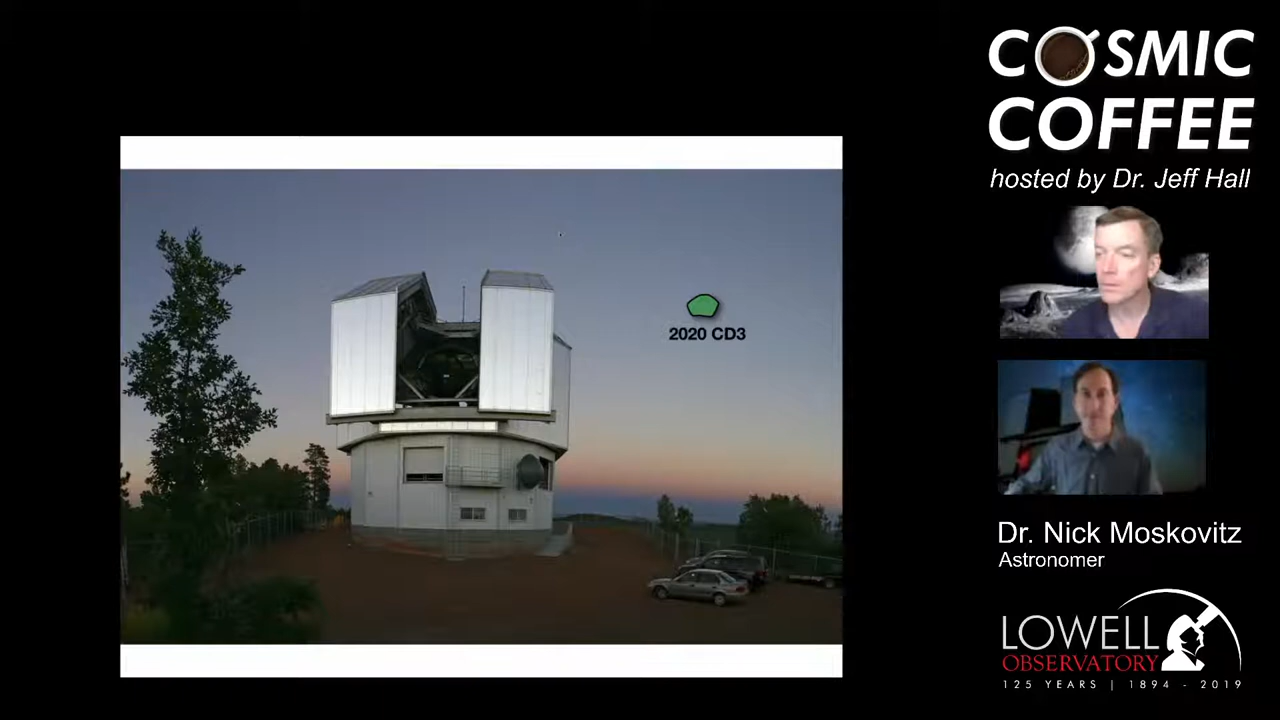 COSMIC
COFFEE
hosted by Dr. Jeff Hall
2020 CD3
Dr. Nick Moskovitz
Astronomer
LOWELL
OBSERVATORY
125 YEARS | 1894 - 2019